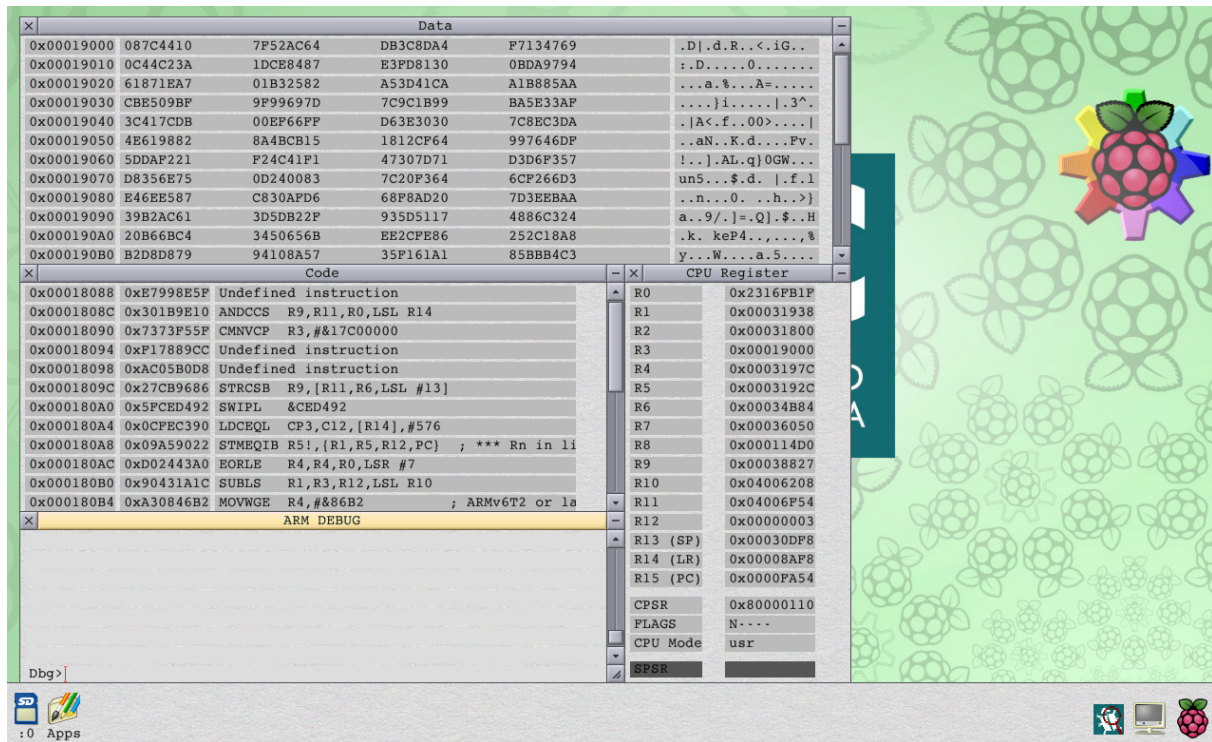 Data
0x00019000 087C4410 7F52AC64 DB3C8DA4 F7134769 .D|.d.R..<.iG..
0x00019010 0C44C23A 1DCE8487 E3FD8130 0BDA9794 :.D.....0.......
0x00019020 61871EA7 01B32582 A53D41CA A1B885AA ...a.%...A=.....
0x00019030 CBE509BF 9F99697D 7C9C1B99 BA5E33AF ....}i.....|.3^.
0x00019040 3C417CDB 00EF66FF D63E3030 7C8EC3DA .|A<.f..00>....|
0x00019050 4E619882 8A4BCB15 1812CF64 997646DF ..aN..K.d....Fv.
0x00019060 5DDAF221 F24C41F1 47307D71 D3D6F357 !..].AL.q}0GW...
0x00019070 D8356E75 0D240083 7C20F364 6CF266D3 un5...$.d. |.f.l
0x00019080 E46EE587 C830AFD6 68F8AD20 7D3EEBAA ..n...0. ..h..>}
0x00019090 39B2AC61 3D5DB22F 935D5117 4886C324 a..9/.]=.Q].$..H
0x000190A0 20B66BC4 3450656B EE2CFE86 252C18A8 .k. keP4..,...,%
0x000190B0 B2D8D879 94108A57 35F161A1 85BBB4C3 y...W....a.5....
Code
0x00018088 0xE7998E5F Undefined instruction
0x0001808C 0x301B9E10 ANDCCS R9,R11,R0,LSL R14
0x00018090 0x7373F55F CMNVCP R3,#&17C00000
0x00018094 0xF17889CC Undefined instruction
0x00018098 0xAC05B0D8 Undefined instruction
0x0001809C 0x27CB9686 STRCSB R9,[R11,R6,LSL #13]
0x000180A0 0x5FCED492 SWIPL &CED492
0x000180A4 0x0CFEC390 LDCEQL CP3,C12,[R14],#576
0x000180A8 0x09A59022 STMEQIB R5!,{R1,R5,R12,PC} ; *** Rn in li
0x000180AC 0xD02443A0 EORLE R4,R4,R0,LSR #7
0x000180B0 0x90431A1C SUBLS R1,R3,R12,LSL R10
0x000180B4 0xA30846B2 MOVWGE R4,#&86B2 ; ARMv6T2 or la
CPU Register
R0 0x2316FB1F
R1 0x00031938
R2 0x00031800
R3 0x00019000
R4 0x0003197C
R5 0x0003192C
R6 0x00034B84
R7 0x00036050
R8 0x000114D0
R9 0x00038827
R10 0x04006208
R11 0x04006F54
R12 0x00000003
R13 (SP) 0x00030DF8
R14 (LR) 0x00008AF8
R15 (PC) 0x0000FA54
CPSR 0x80000110
FLAGS N----
CPU Mode usr
SPSR
ARM DEBUG
Dbg>
:0 Apps